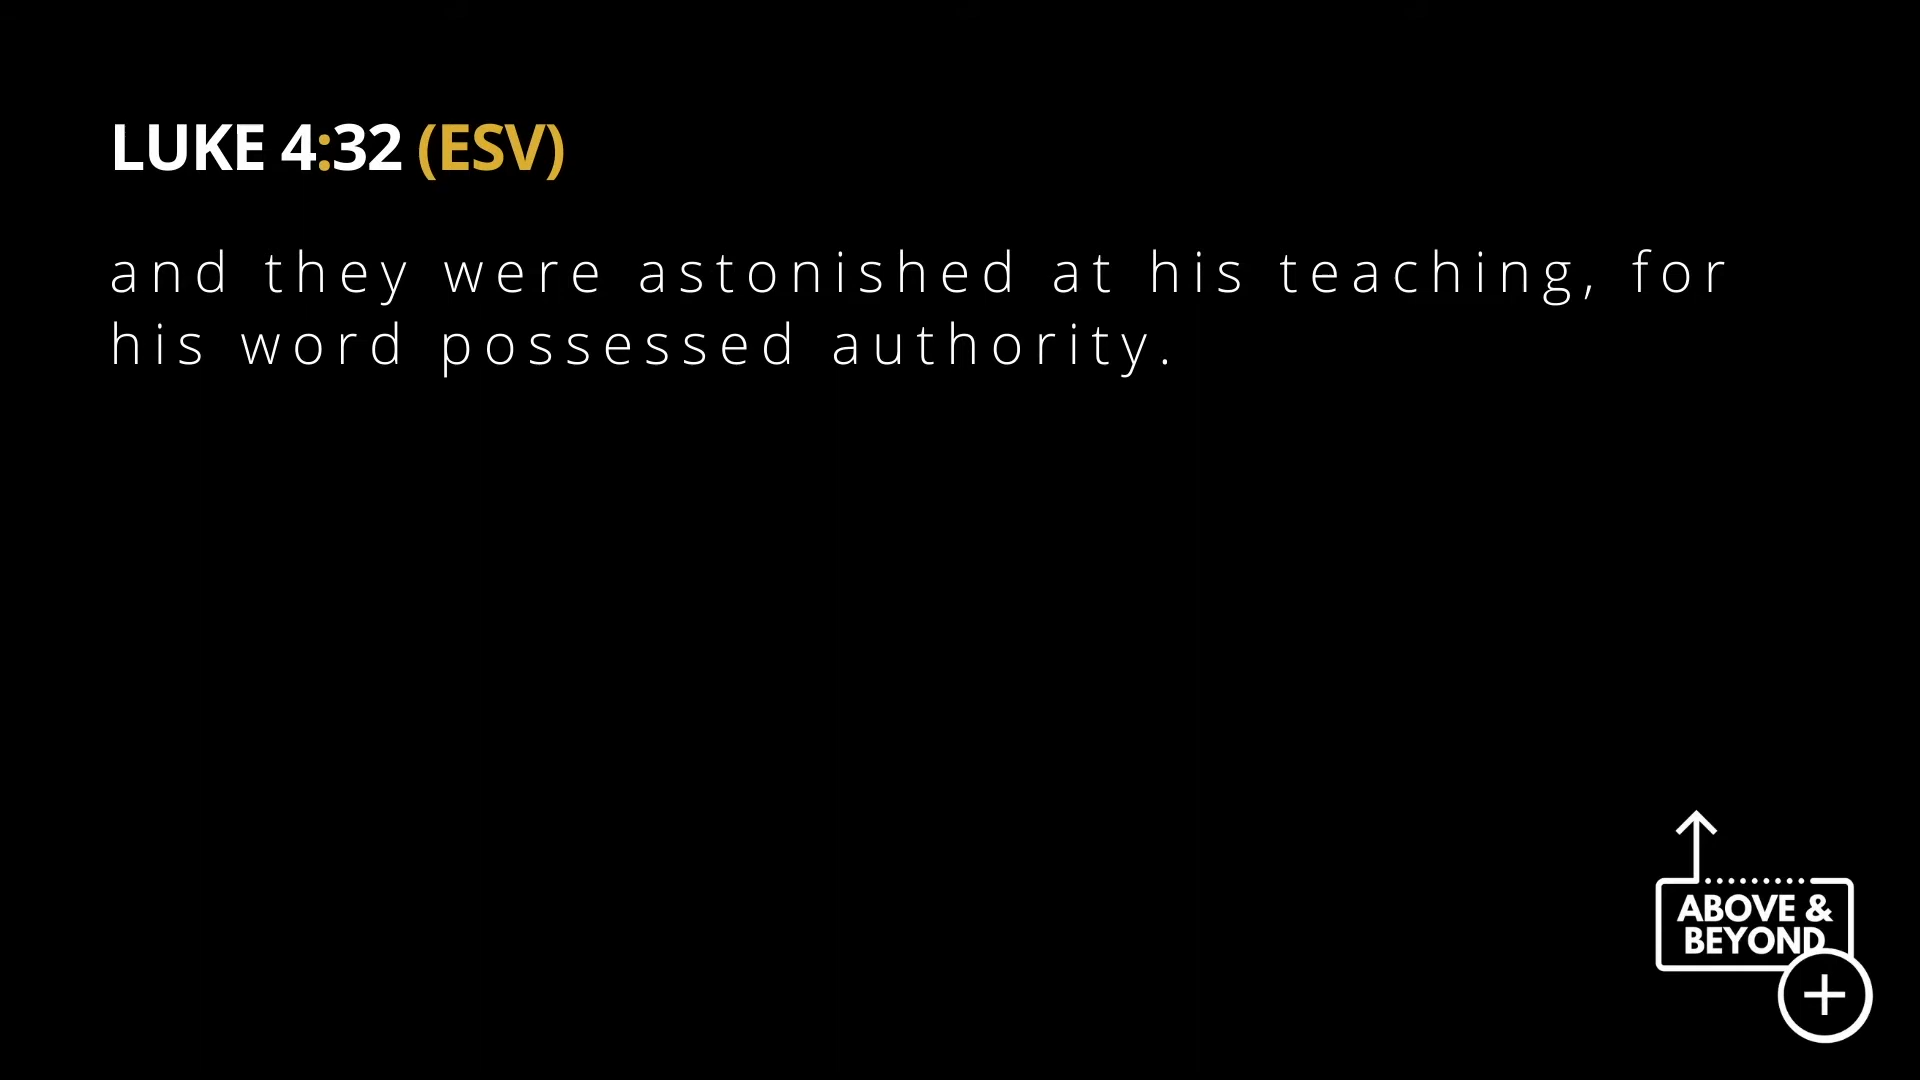 LUKE 4:32 (ESV)
and they were astonished at his teaching, for
his word possessed authority.
ABOVE &
BEYOND